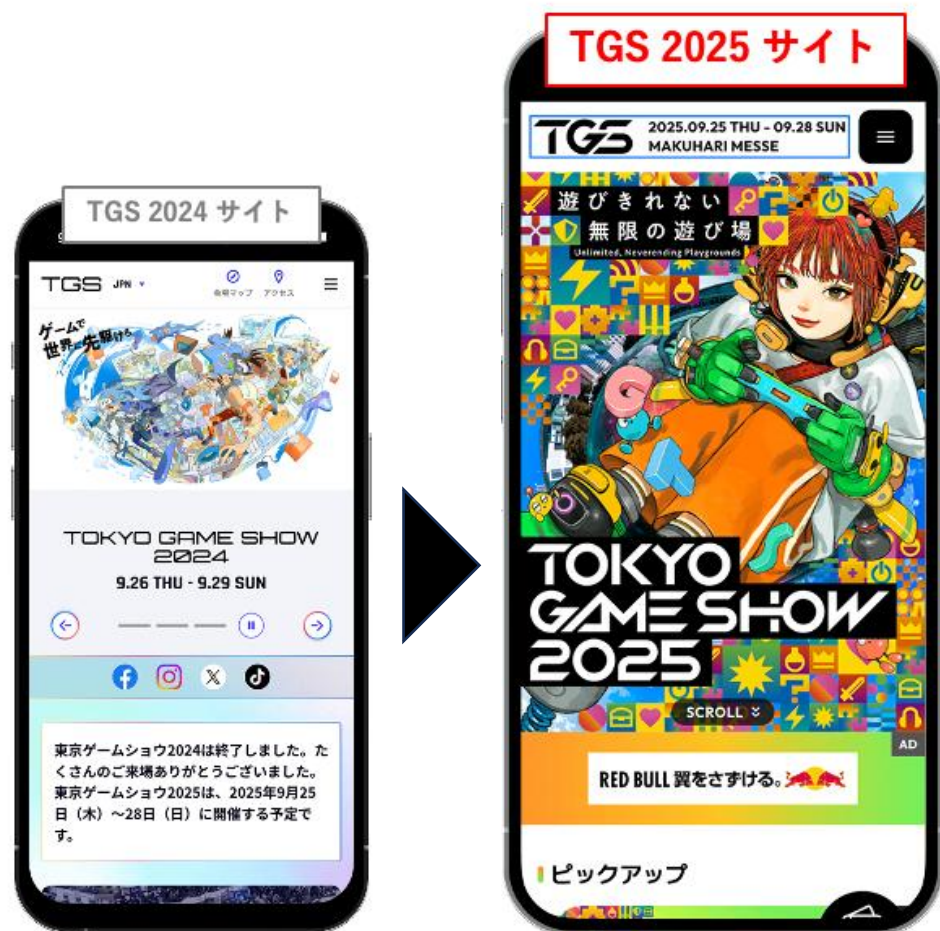 TGS 2024 サイト
TGS JPN
会場マップ アクセス
ゲームで
世界に先駆けろ。
TOKYO GAME SHOW
2024
9.26 THU - 9.29 SUN
東京ゲームショウ2024は終了しました。た
くさんのご来場ありがとうございました。
東京ゲームショウ2025は、2025年9月25
日（木）～28日（日）に開催する予定で
す。
TGS 2025 サイト
TGS
2025.09.25 THU - 09.28 SUN
MAKUHARI MESSE
遊びきれない
無限の遊び場
Unlimited, Neverending Playgrounds
TOKYO
GAME SHOW
2025
SCROLL
AD
RED BULL 翼をさずける。
ピックアップ